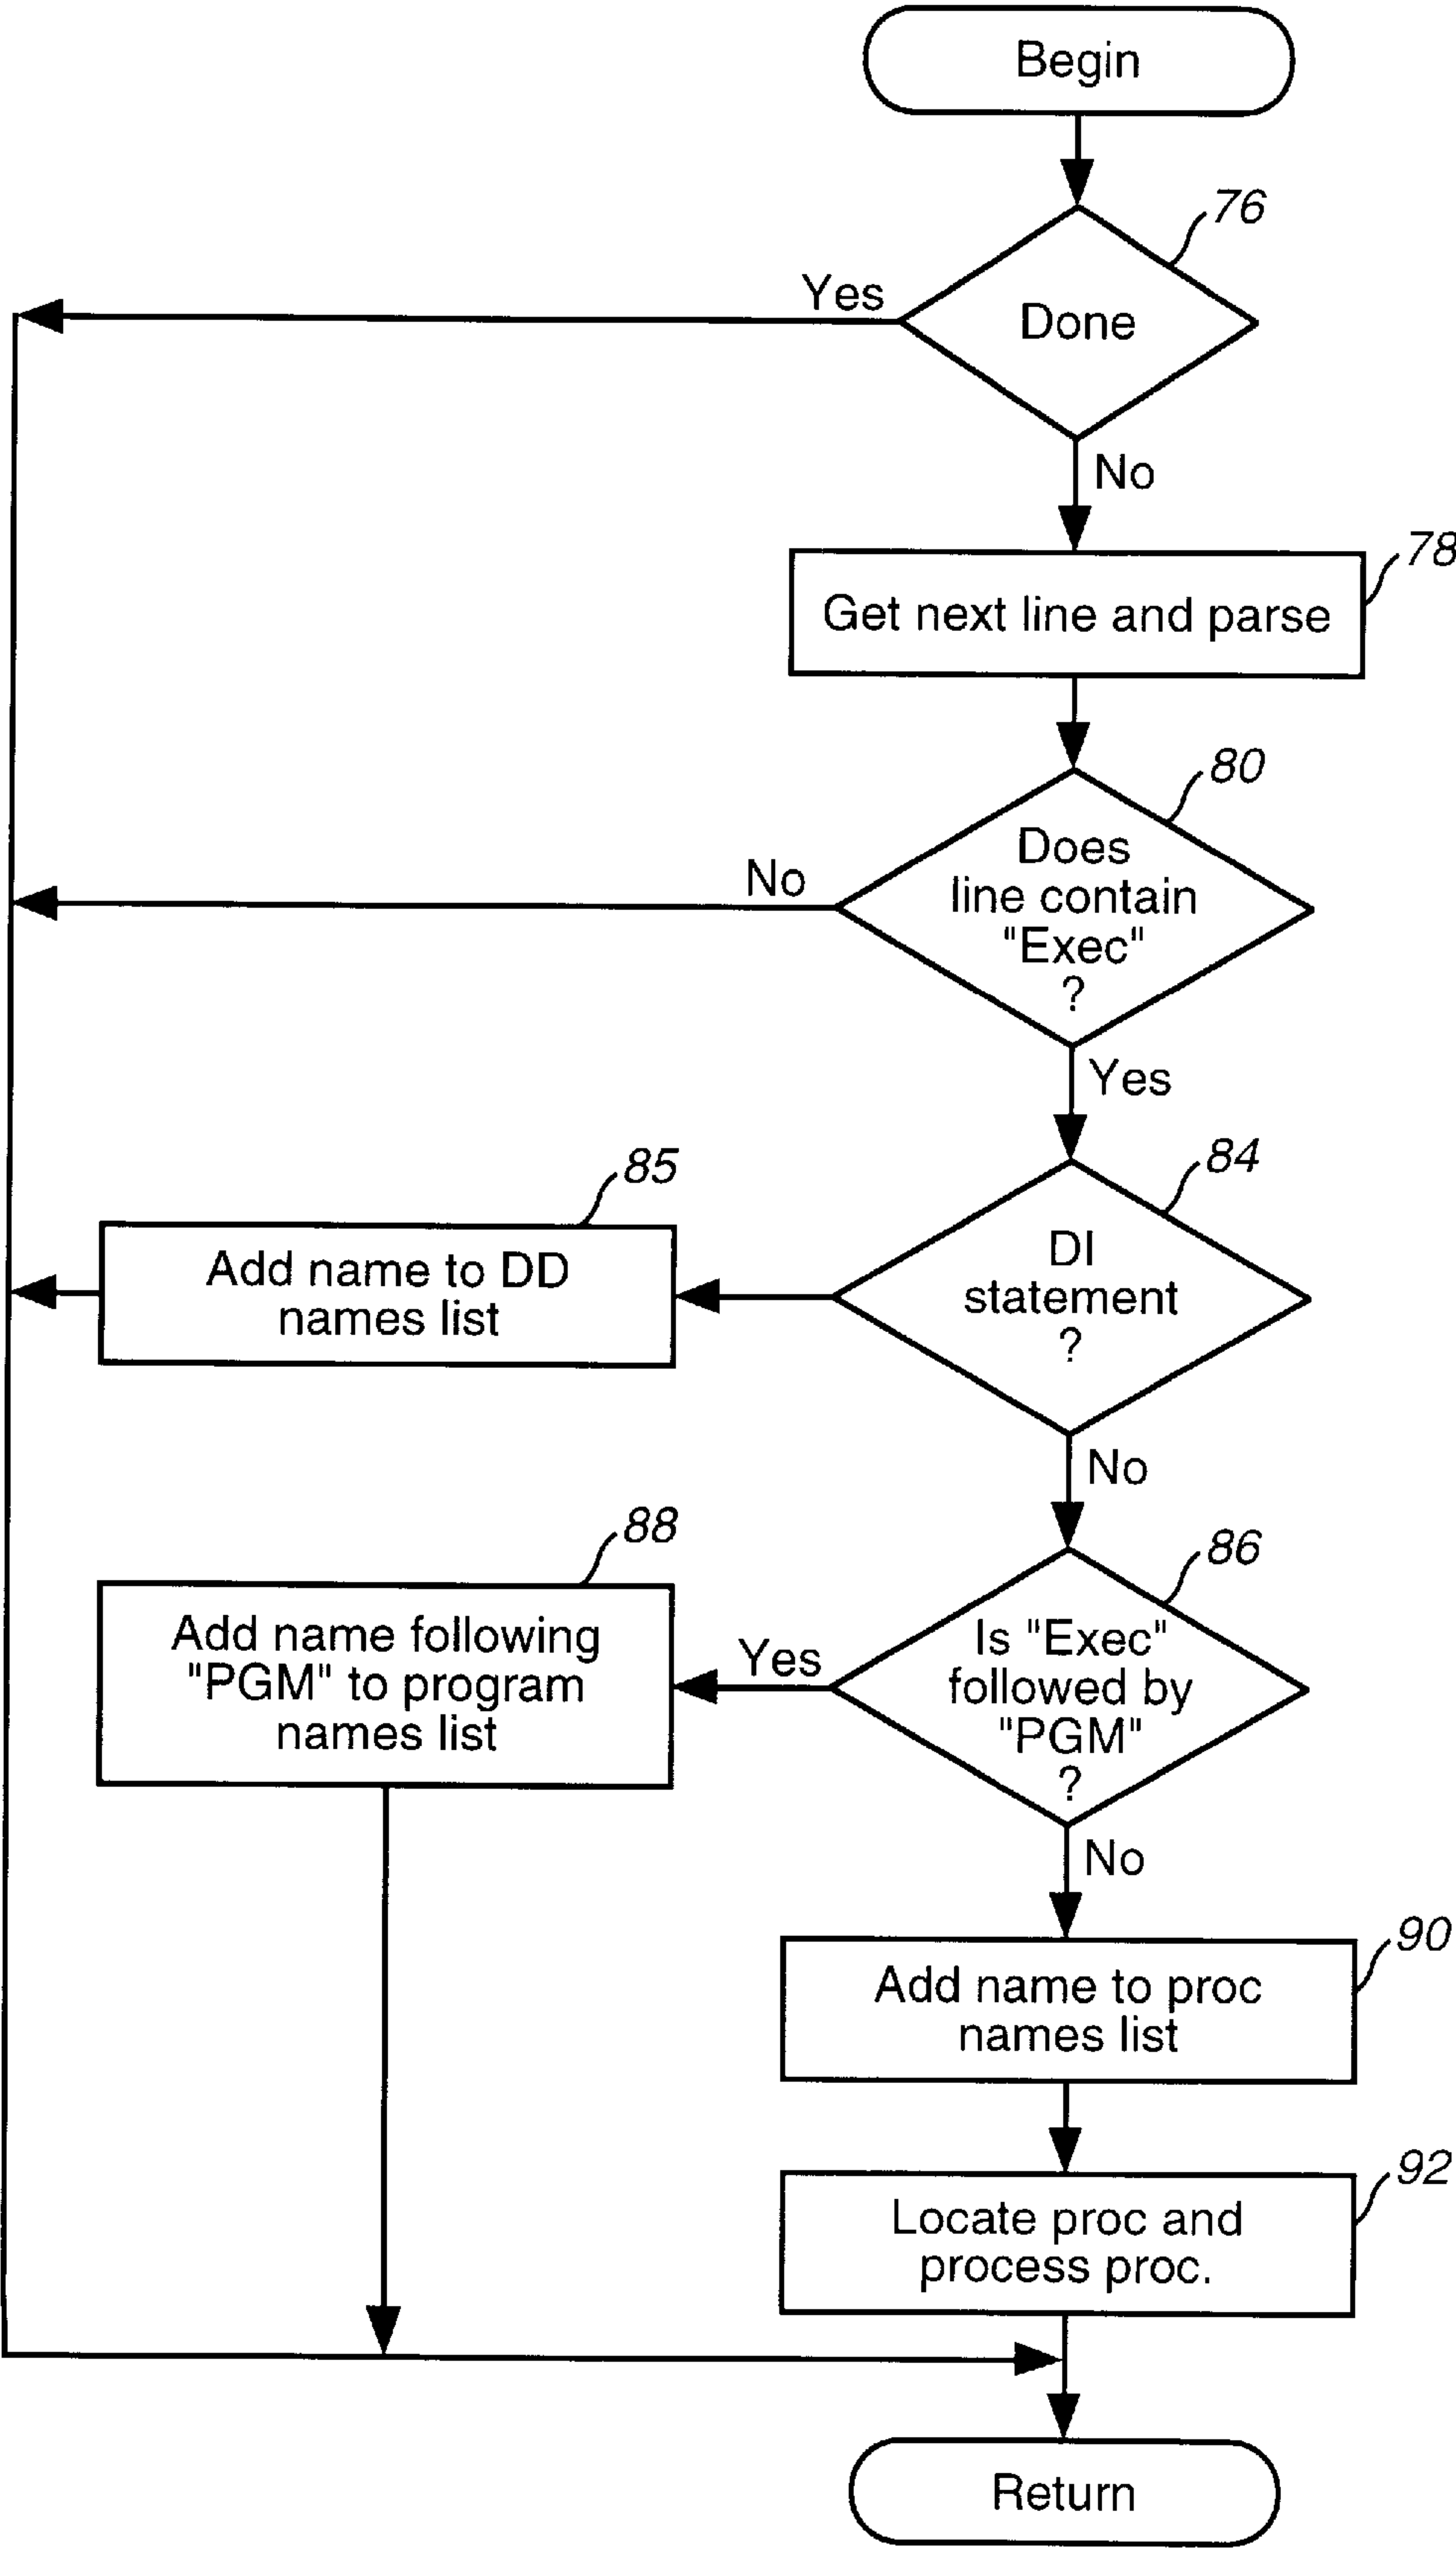 Begin
76
Yes
Done
No
78
Get next line and parse
80
No
Does
line contain
"Exec"
?
Yes
84
85
DI
statement
?
Add name to DD
names list
No
86
88
Is "Exec"
followed by
"PGM"
?
Yes
Add name following
"PGM" to program
names list
No
90
Add name to proc
names list
92
Locate proc and
process proc.
Return